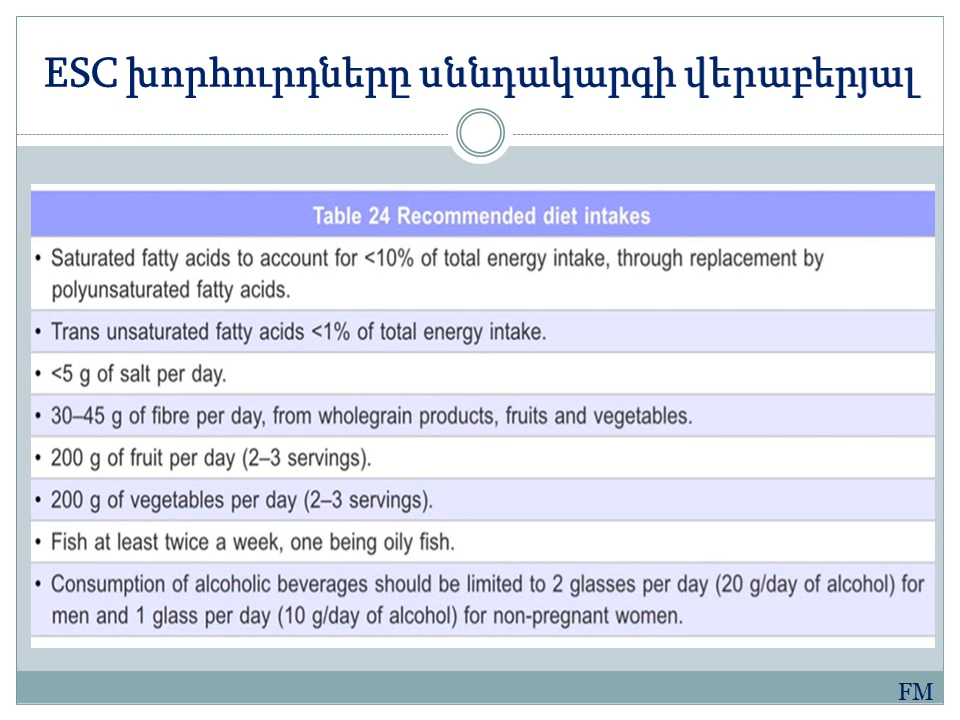 ESC խորհուրդները սննդակարգի վերաբերյալ
Table 24 Recommended diet intakes
• Saturated fatty acids to account for <10% of total energy intake, through replacement by
polyunsaturated fatty acids.
• Trans unsaturated fatty acids <1% of total energy intake.
• <5 g of salt per day.
• 30–45 g of fibre per day, from wholegrain products, fruits and vegetables.
• 200 g of fruit per day (2–3 servings).
• 200 g of vegetables per day (2–3 servings).
• Fish at least twice a week, one being oily fish.
• Consumption of alcoholic beverages should be limited to 2 glasses per day (20 g/day of alcohol) for
men and 1 glass per day (10 g/day of alcohol) for non-pregnant women.
FM